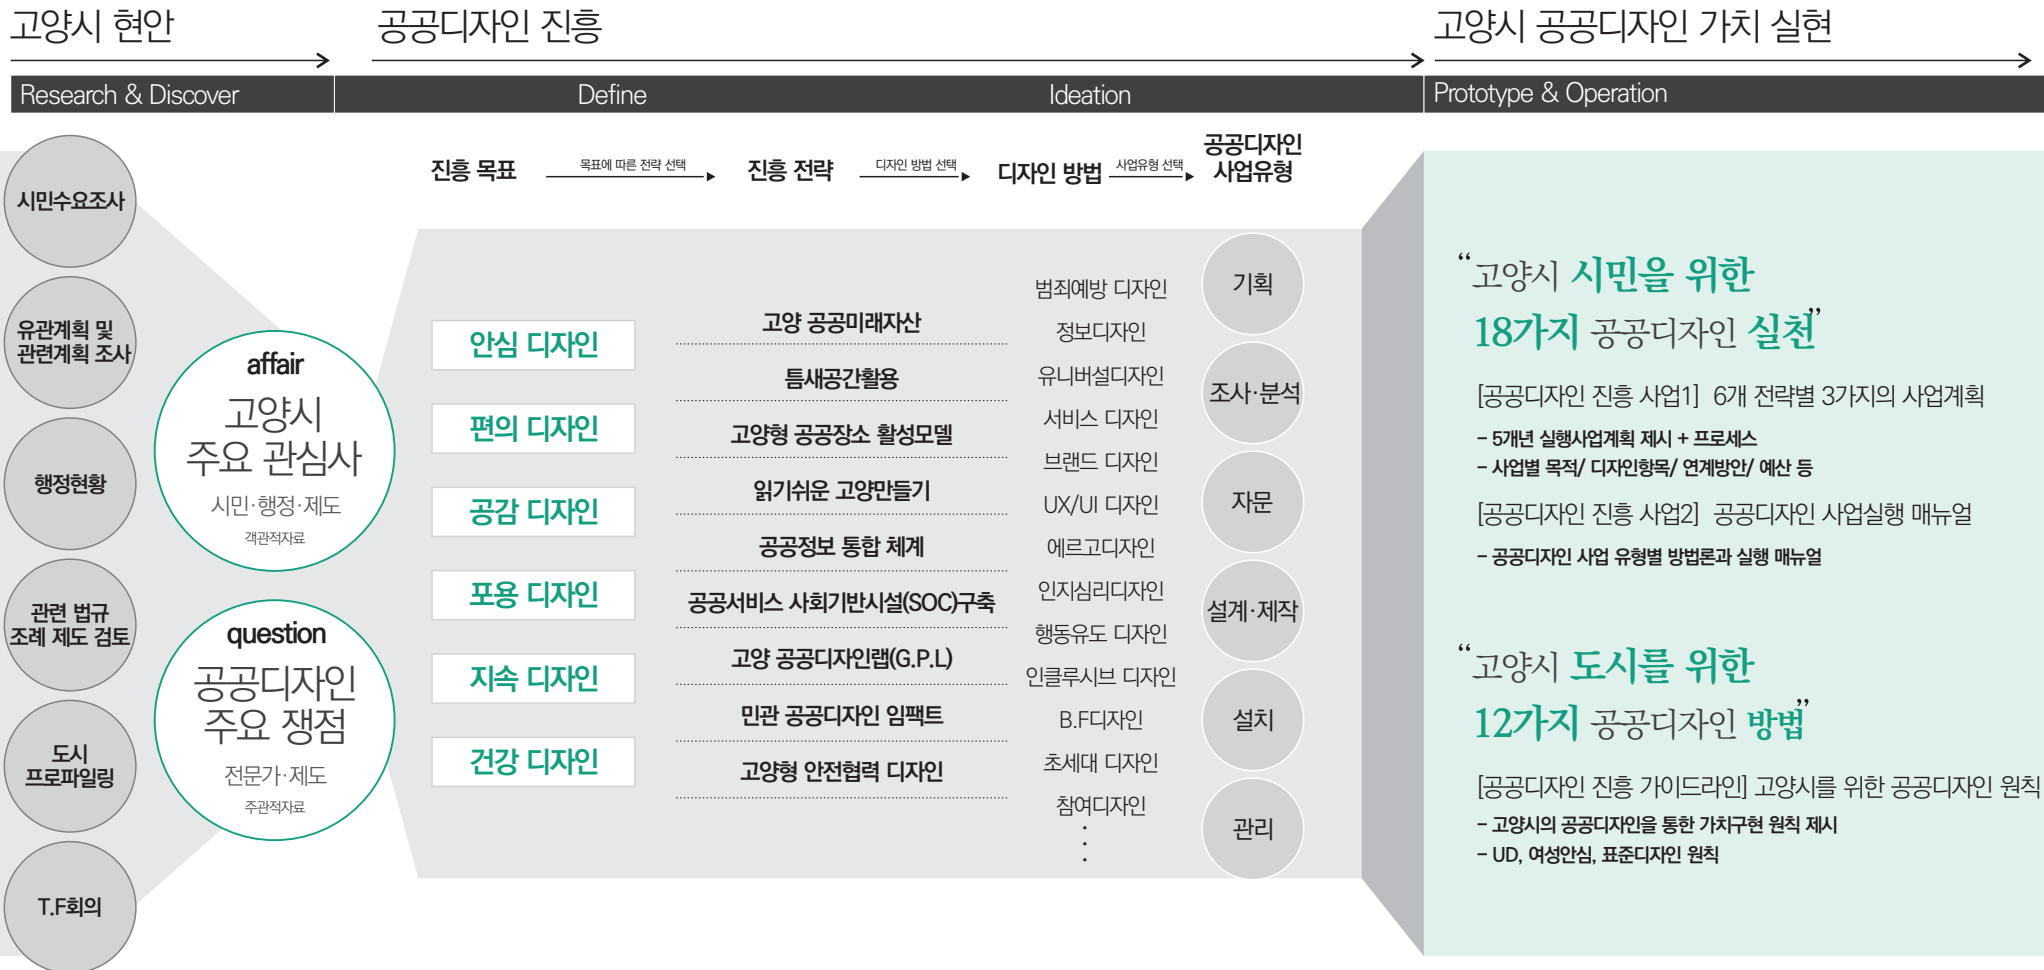 고양시 현안
공공디자인 진흥
고양시 공공디자인 가치 실현
Research & Discover
Define
Ideation
Prototype & Operation
시민수요조사
유관계획 및
관련계획 조사
행정현황
관련 법규
조례 제도 검토
도시
프로파일링
T.F회의
affair
고양시
주요 관심사
시민·행정·제도
객관적자료
question
공공디자인
주요 쟁점
전문가·제도
주관적자료
진흥 목표
목표에 따른 전략 선택
진흥 전략
디자인 방법 선택
디자인 방법
사업유형 선택
공공디자인
사업유형
안심 디자인
편의 디자인
공감 디자인
포용 디자인
지속 디자인
건강 디자인
고양 공공미래자산
틈새공간활용
고양형 공공장소 활성모델
읽기쉬운 고양만들기
공공정보 통합 체계
공공서비스 사회기반시설(SOC)구축
고양 공공디자인랩(G.P.L)
민관 공공디자인 임팩트
고양형 안전협력 디자인
범죄예방 디자인
정보디자인
유니버설디자인
서비스 디자인
브랜드 디자인
UX/UI 디자인
에르고디자인
인지심리디자인
행동유도 디자인
인클루시브 디자인
B.F디자인
초세대 디자인
참여디자인
기획
조사·분석
자문
설계·제작
설치
관리
“고양시 시민을 위한
18가지 공공디자인 실천”
[공공디자인 진흥 사업1] 6개 전략별 3가지의 사업계획
- 5개년 실행사업계획 제시 + 프로세스
- 사업별 목적/ 디자인항목/ 연계방안/ 예산 등
[공공디자인 진흥 사업2] 공공디자인 사업실행 매뉴얼
- 공공디자인 사업 유형별 방법론과 실행 매뉴얼
“고양시 도시를 위한
12가지 공공디자인 방법”
[공공디자인 진흥 가이드라인] 고양시를 위한 공공디자인 원칙
- 고양시의 공공디자인을 통한 가치구현 원칙 제시
- UD, 여성안심, 표준디자인 원칙